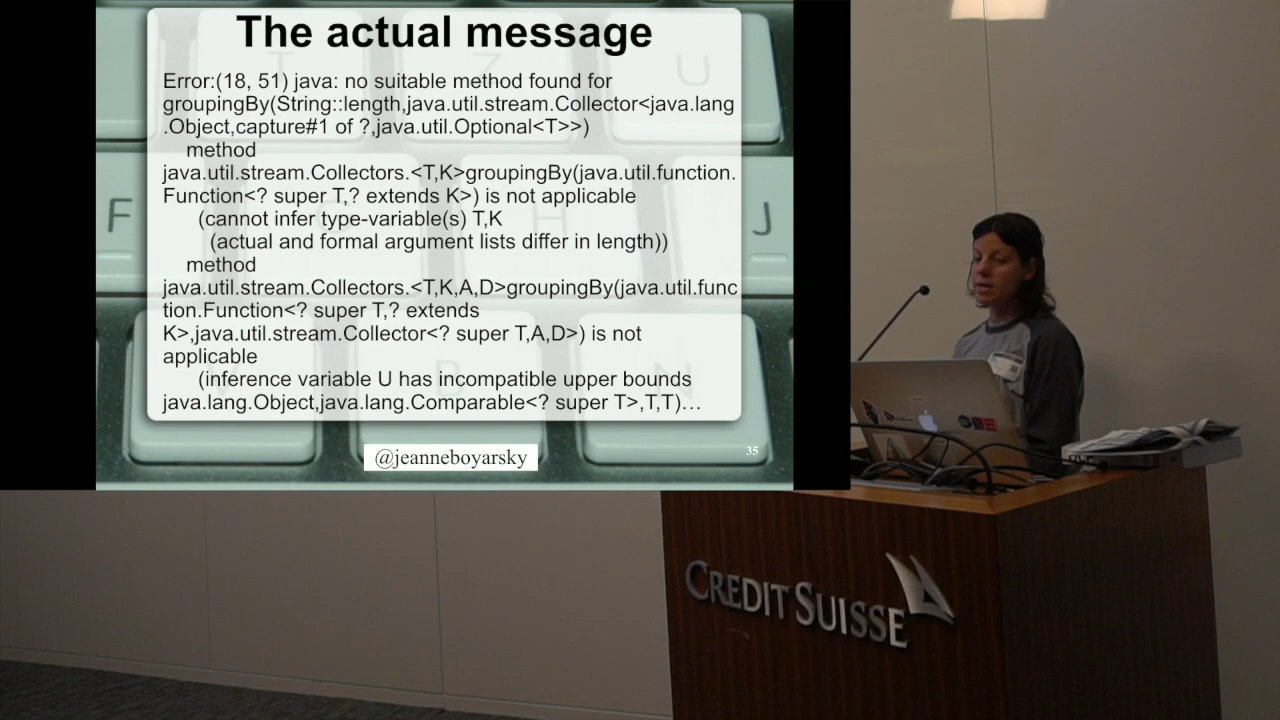 The actual message
Error:(18, 51) java: no suitable method found for
groupingBy(String::length,java.util.stream.Collector<java.lang
.Object,capture#1 of ?,java.util.Optional<T>>)
method
java.util.stream.Collectors.<T,K>groupingBy(java.util.function.
Function<? super T,? extends K>) is not applicable
(cannot infer type-variable(s) T,K
(actual and formal argument lists differ in length))
method
java.util.stream.Collectors.<T,K,A,D>groupingBy(java.util.func
tion.Function<? super T,? extends
K>,java.util.stream.Collector<? super T,A,D>) is not
applicable
(inference variable U has incompatible upper bounds
java.lang.Object,java.lang.Comparable<? super T>,T,T)…
@jeanneboyarsky
35
U
F
J
D
N
CREDIT SUISSE